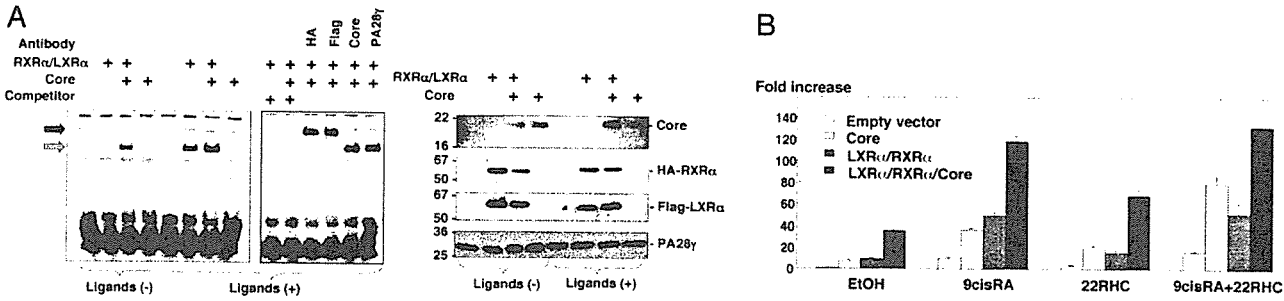 A
Antibody
HA
Flag
Core
PA28γ
RXRα/LXRα + + + + + + + + + +
Core + + + + + + + + +
Competitor + +
Ligands (-)
Ligands (+)
RXRα/LXRα + + + +
Core + + + +
22
16
Core
67
50
HA-RXRα
67
50
Flag-LXRα
36
25
PA28γ
Ligands (-)
Ligands (+)
B
Fold increase
140
120
100
80
60
40
20
0
Empty vector
Core
LXRα/RXRα
LXRα/RXRα/Core
EtOH
9cisRA
22RHC
9cisRA+22RHC